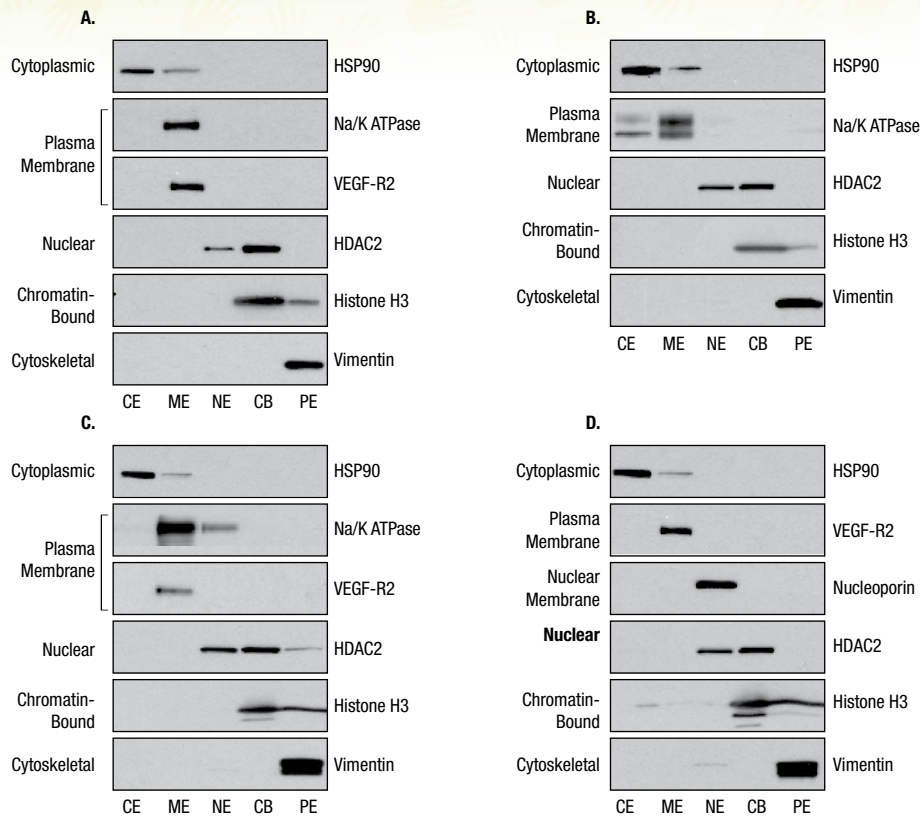 A.
Cytoplasmic
HSP90
Plasma
Membrane
Na/K ATPase
VEGF-R2
Nuclear
HDAC2
Chromatin-
Bound
Histone H3
Cytoskeletal
Vimentin
CE ME NE CB PE
B.
Cytoplasmic
HSP90
Plasma
Membrane
Na/K ATPase
Nuclear
HDAC2
Chromatin-
Bound
Histone H3
Cytoskeletal
Vimentin
CE ME NE CB PE
C.
Cytoplasmic
HSP90
Plasma
Membrane
Na/K ATPase
VEGF-R2
Nuclear
HDAC2
Chromatin-
Bound
Histone H3
Cytoskeletal
Vimentin
CE ME NE CB PE
D.
Cytoplasmic
HSP90
Plasma
Membrane
VEGF-R2
Nuclear
Membrane
Nucleoporin
Nuclear
HDAC2
Chromatin-
Bound
Histone H3
Cytoskeletal
Vimentin
CE ME NE CB PE